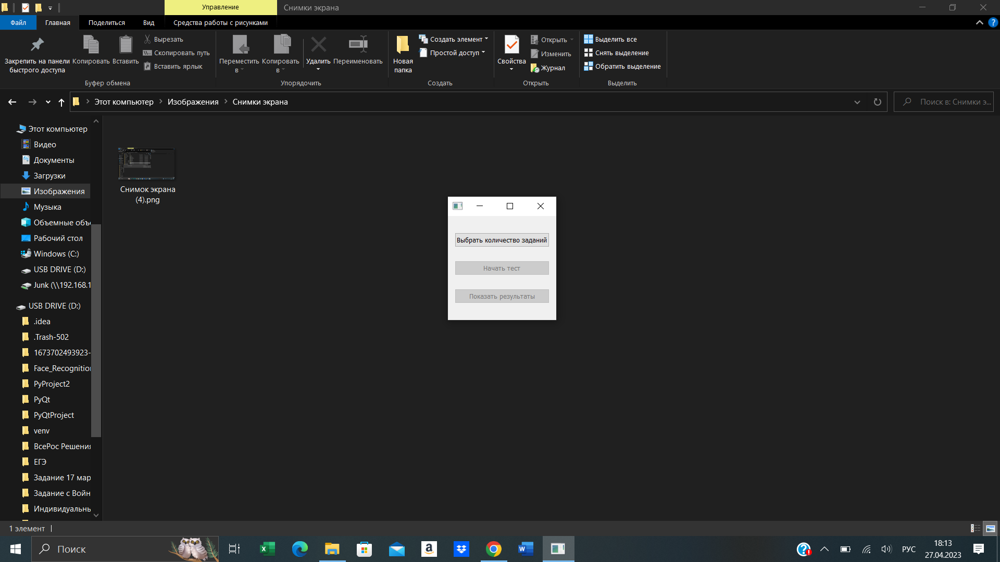 Управление
Снимки экрана
Файл
Главная
Поделиться
Вид
Средства работы с рисунками
Закрепить на панели
быстрого доступа
Копировать
Вставить
Вырезать
Скопировать путь
Вставить ярлык
Буфер обмена
Переместить
в
Копировать
в
Удалить
Переименовать
Упорядочить
Новая
папка
Создать элемент
Простой доступ
Создать
Свойства
Открыть
Изменить
Журнал
Открыть
Выделить все
Снять выделение
Обратить выделение
Выделить
Этот компьютер
Изображения
Снимки экрана
Поиск в: Снимки э...
Этот компьютер
Видео
Документы
Загрузки
Изображения
Музыка
Объемные объе
Рабочий стол
Windows (C:)
USB DRIVE (D:)
Junk (\\192.168.1
USB DRIVE (D:)
.idea
.Trash-502
1673702493923-
Face_Recognition
PyProject2
PyQt
PyQtProject
venv
ВсеРос Решения
ЕГЭ
Задание 17 мар
Задание с Войн
Индивидуальн
Снимок экрана
(4).png
Выбрать количество заданий
Начать тест
Показать результаты
1 элемент
Поиск
РУС
18:13
27.04.2023